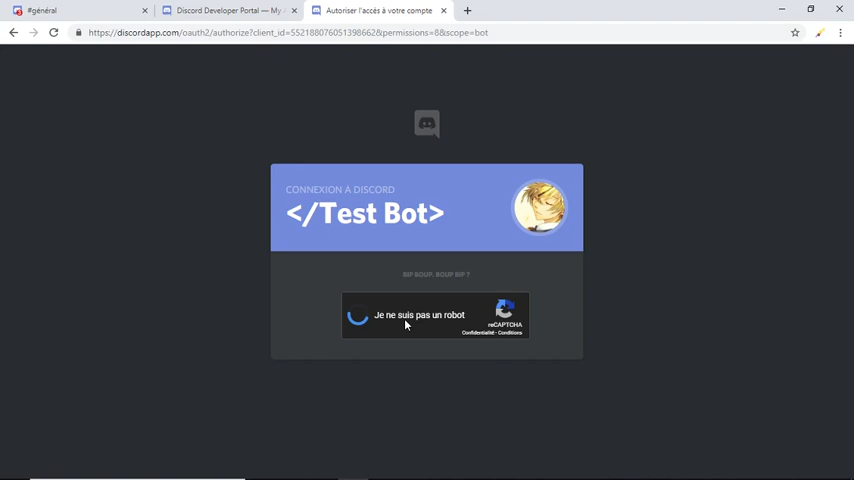 #général
Discord Developer Portal — My A
Autoriser l'accès à votre compte
https://discordapp.com/oauth2/authorize?client_id=552188076051398662&permissions=8&scope=bot
CONNEXION A DISCORD
</Test Bot>
BIP BOUP. BOUP BIP ?
Je ne suis pas un robot
reCAPTCHA
Confidentialité - Conditions